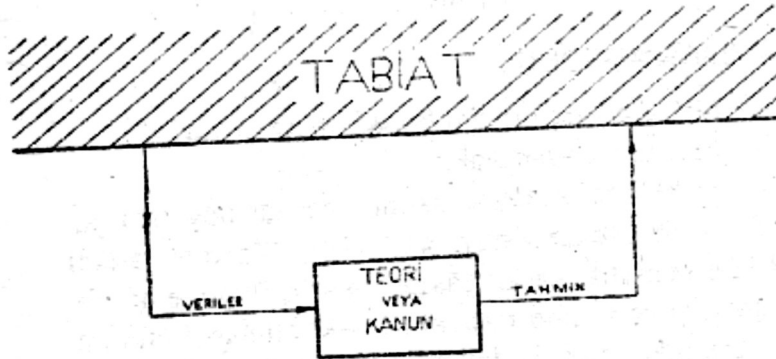 TABİAT
VERİLER
TEORİ
VEYA
KANUN
TAHMİN